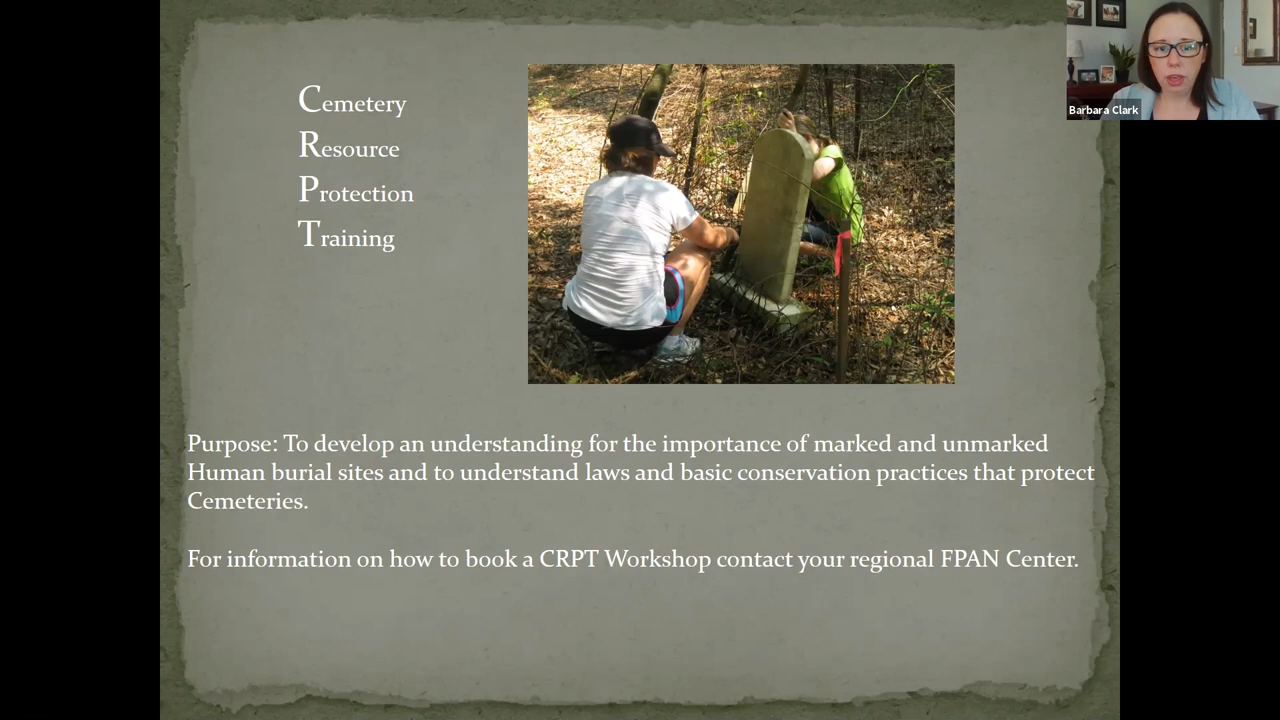 Cemetery
Resource
Protection
Training
Barbara Clark
Purpose: To develop an understanding for the importance of marked and unmarked
Human burial sites and to understand laws and basic conservation practices that protect
Cemeteries.
For information on how to book a CRPT Workshop contact your regional FPAN Center.